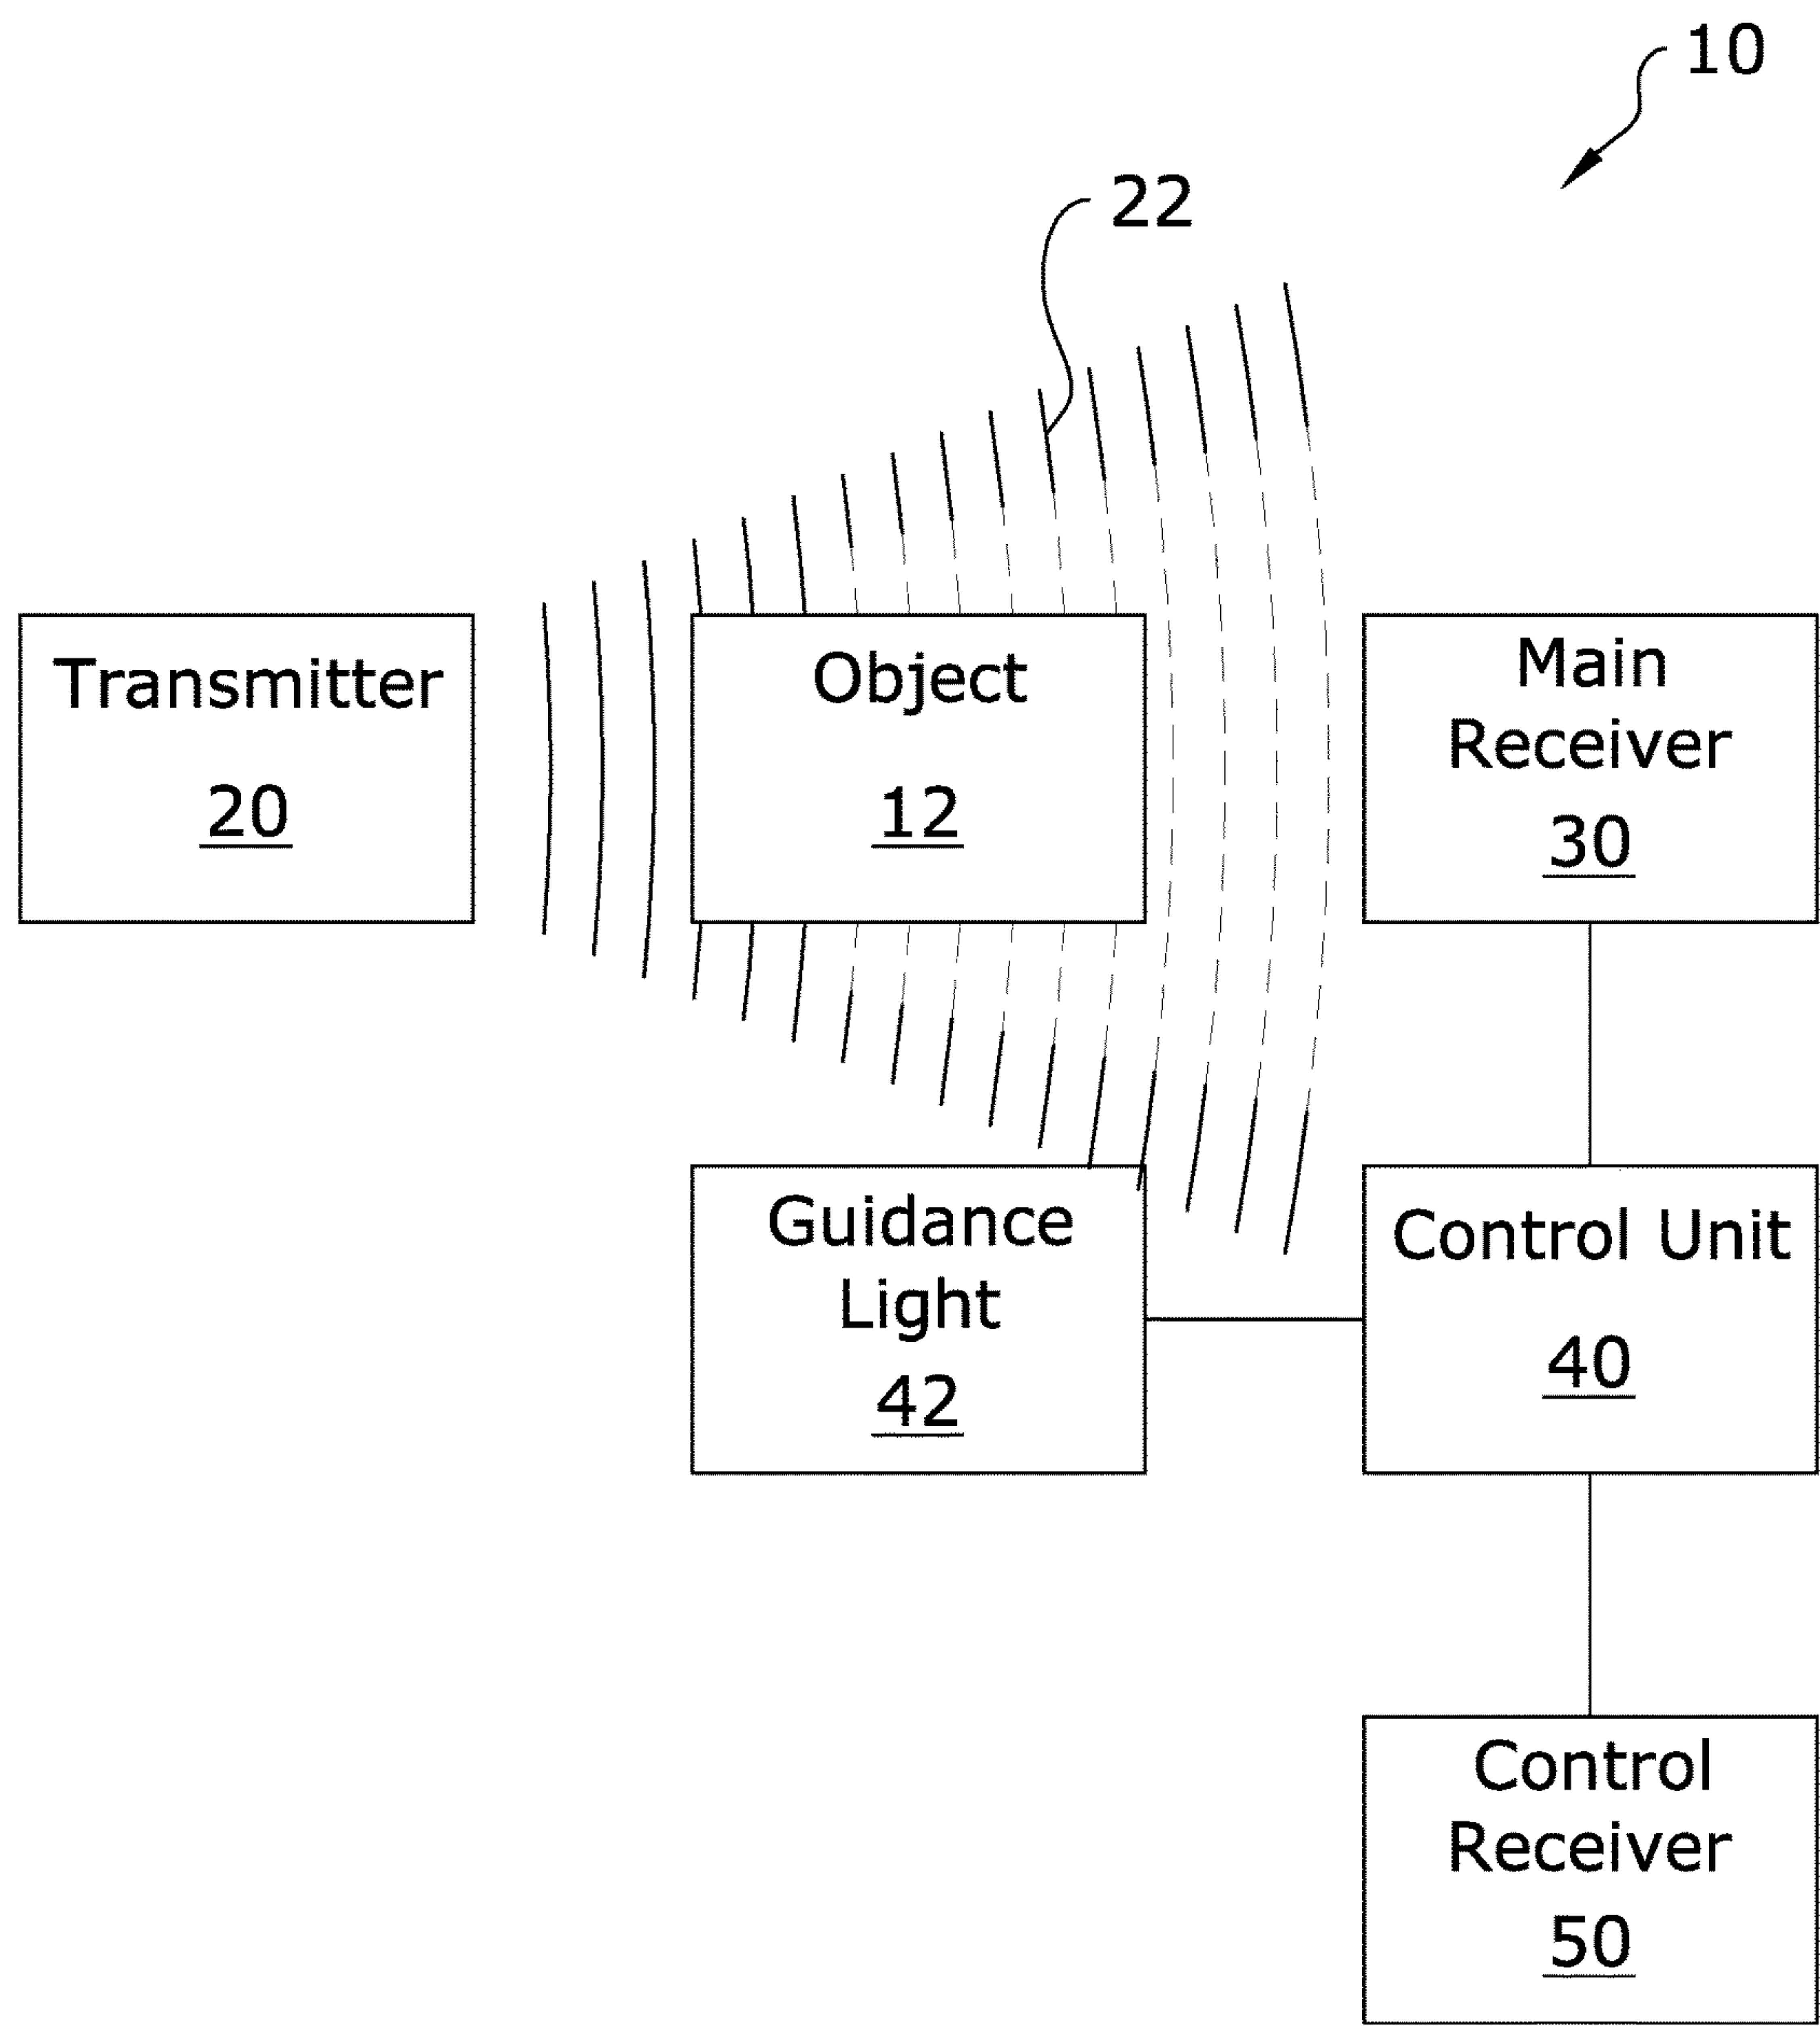 10
22
Transmitter
20
Object
12
Main
Receiver
30
Guidance
Light
42
Control Unit
40
Control
Receiver
50